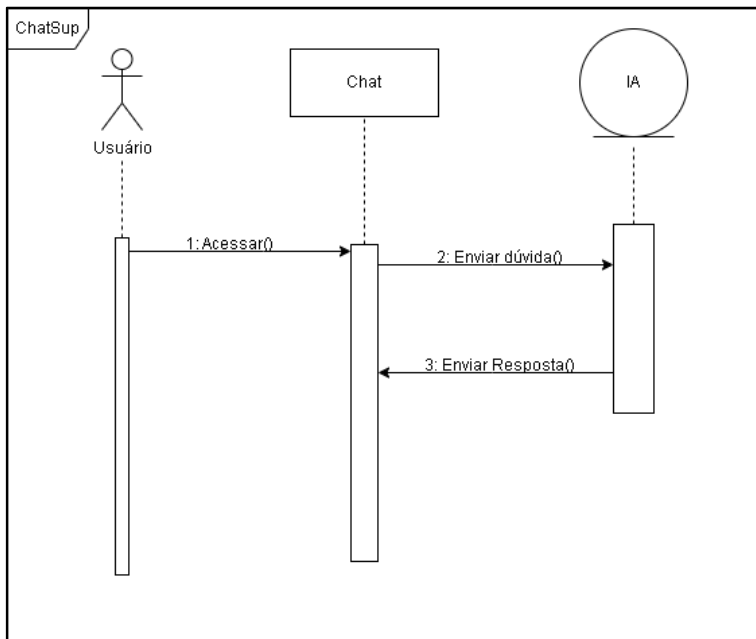 ChatSup
Usuário
Chat
IA
1: Acessar()
2: Enviar dúvida()
3: Enviar Resposta()